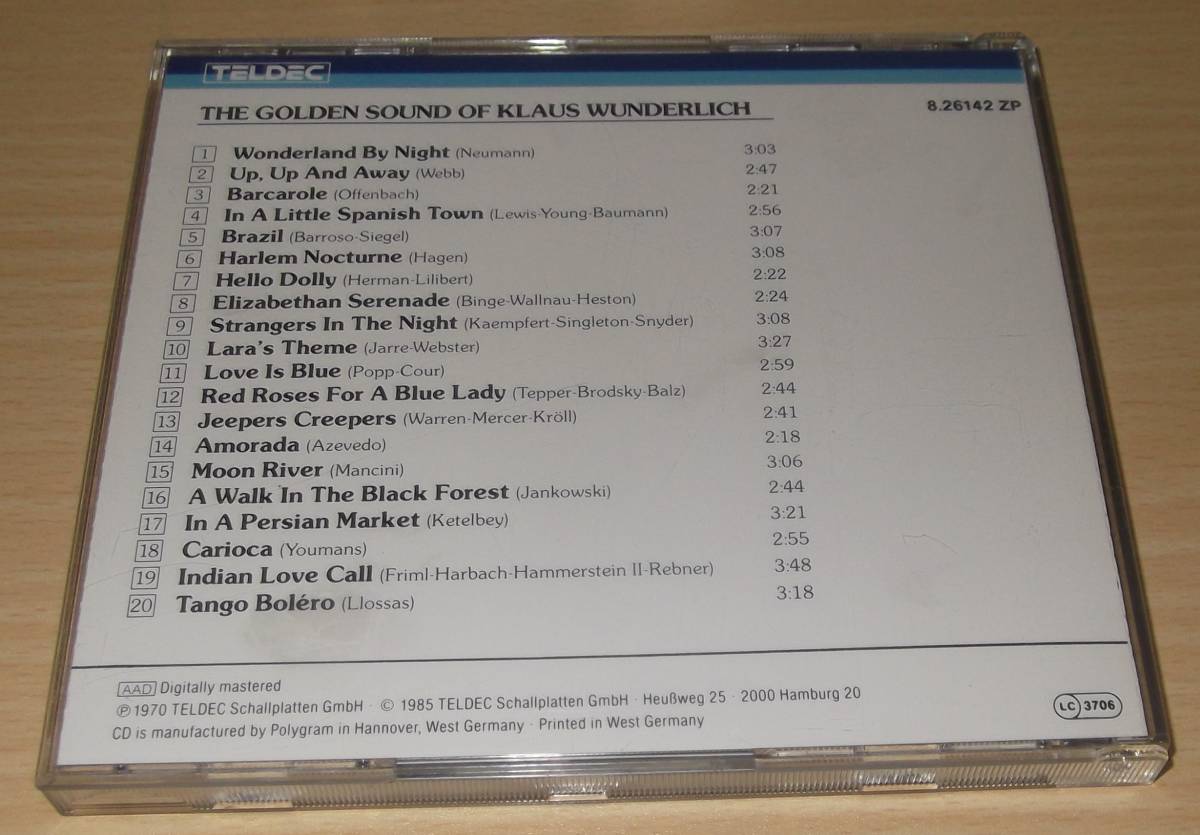 TELDEC
THE GOLDEN SOUND OF KLAUS WUNDERLICH 8.26142 ZP
1 Wonderland By Night (Neumann) 3:03
2 Up, Up And Away (Webb) 2:47
3 Barcarole (Offenbach) 2:21
4 In A Little Spanish Town (Lewis-Young-Baumann) 2:56
5 Brazil (Barroso-Siegel) 3:07
6 Harlem Nocturne (Hagen) 3:08
7 Hello Dolly (Herman-Lilibert) 2:22
8 Elizabethan Serenade (Binge-Wallnau-Heston) 2:24
9 Strangers In The Night (Kaempfert-Singleton-Snyder) 3:08
10 Lara's Theme (Jarre-Webster) 3:27
11 Love Is Blue (Popp-Cour) 2:59
12 Red Roses For A Blue Lady (Tepper-Brodsky-Balz) 2:44
13 Jeepers Creepers (Warren-Mercer-Kröll) 2:41
14 Amorada (Azevedo) 2:18
15 Moon River (Mancini) 3:06
16 A Walk In The Black Forest (Jankowski) 2:44
17 In A Persian Market (Ketelbey) 3:21
18 Carioca (Youmans) 2:55
19 Indian Love Call (Friml-Harbach-Hammerstein II-Rebner) 3:48
20 Tango Boléro (Llossas) 3:18
AAD Digitally mastered
℗ 1970 TELDEC Schallplatten GmbH · © 1985 TELDEC Schallplatten GmbH · Heußweg 25 · 2000 Hamburg 20
CD is manufactured by Polygram in Hannover, West Germany · Printed in West Germany
LC 3706